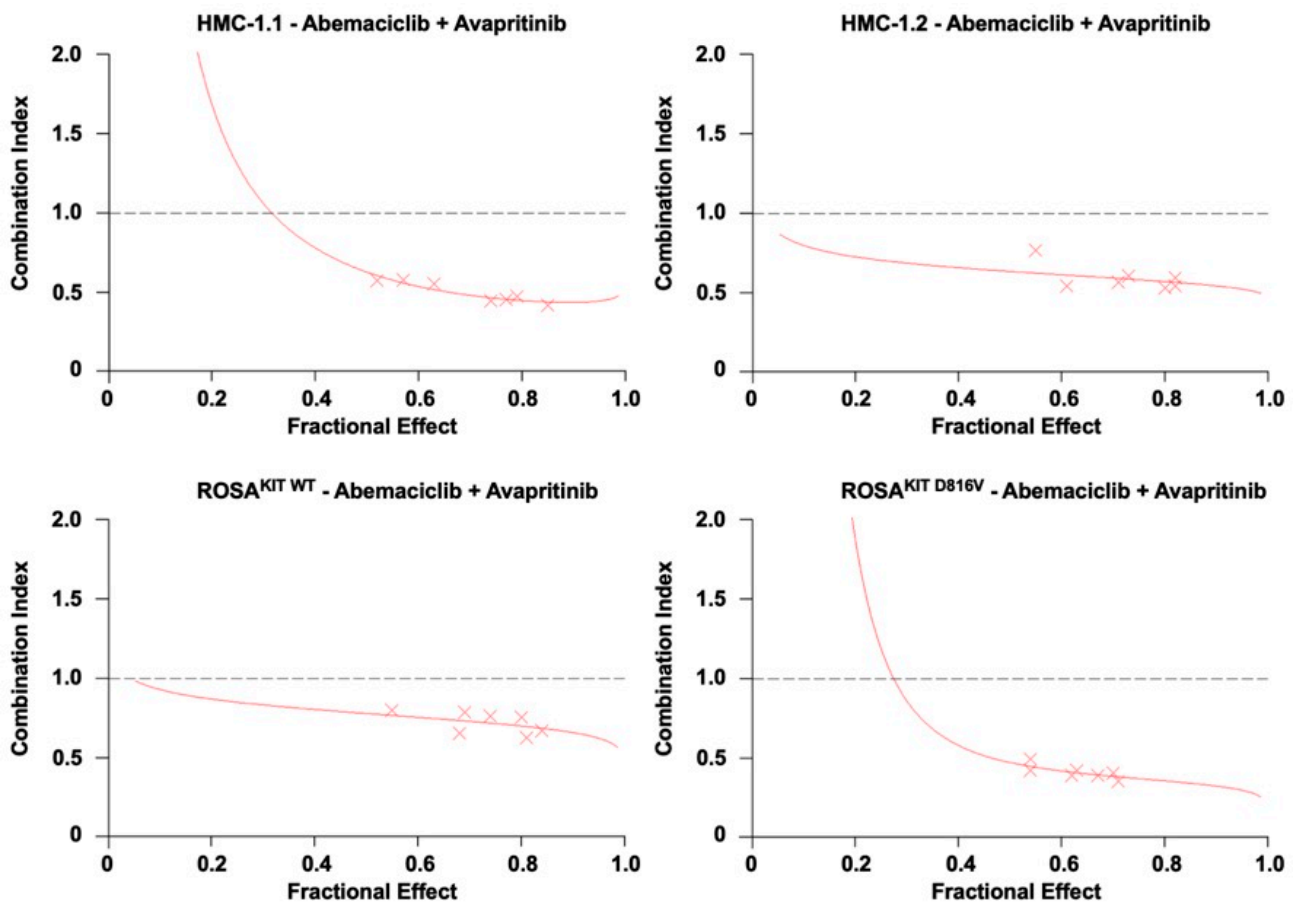 HMC-1.1 - Abemaciclib + Avapritinib
Combination Index
2.0
1.5
1.0
0.5
0
0 0.2 0.4 0.6 0.8 1.0
Fractional Effect
HMC-1.2 - Abemaciclib + Avapritinib
Combination Index
2.0
1.5
1.0
0.5
0
0 0.2 0.4 0.6 0.8 1.0
Fractional Effect
ROSA^KIT WT - Abemaciclib + Avapritinib
Combination Index
2.0
1.5
1.0
0.5
0
0 0.2 0.4 0.6 0.8 1.0
Fractional Effect
ROSA^KIT D816V - Abemaciclib + Avapritinib
Combination Index
2.0
1.5
1.0
0.5
0
0 0.2 0.4 0.6 0.8 1.0
Fractional Effect